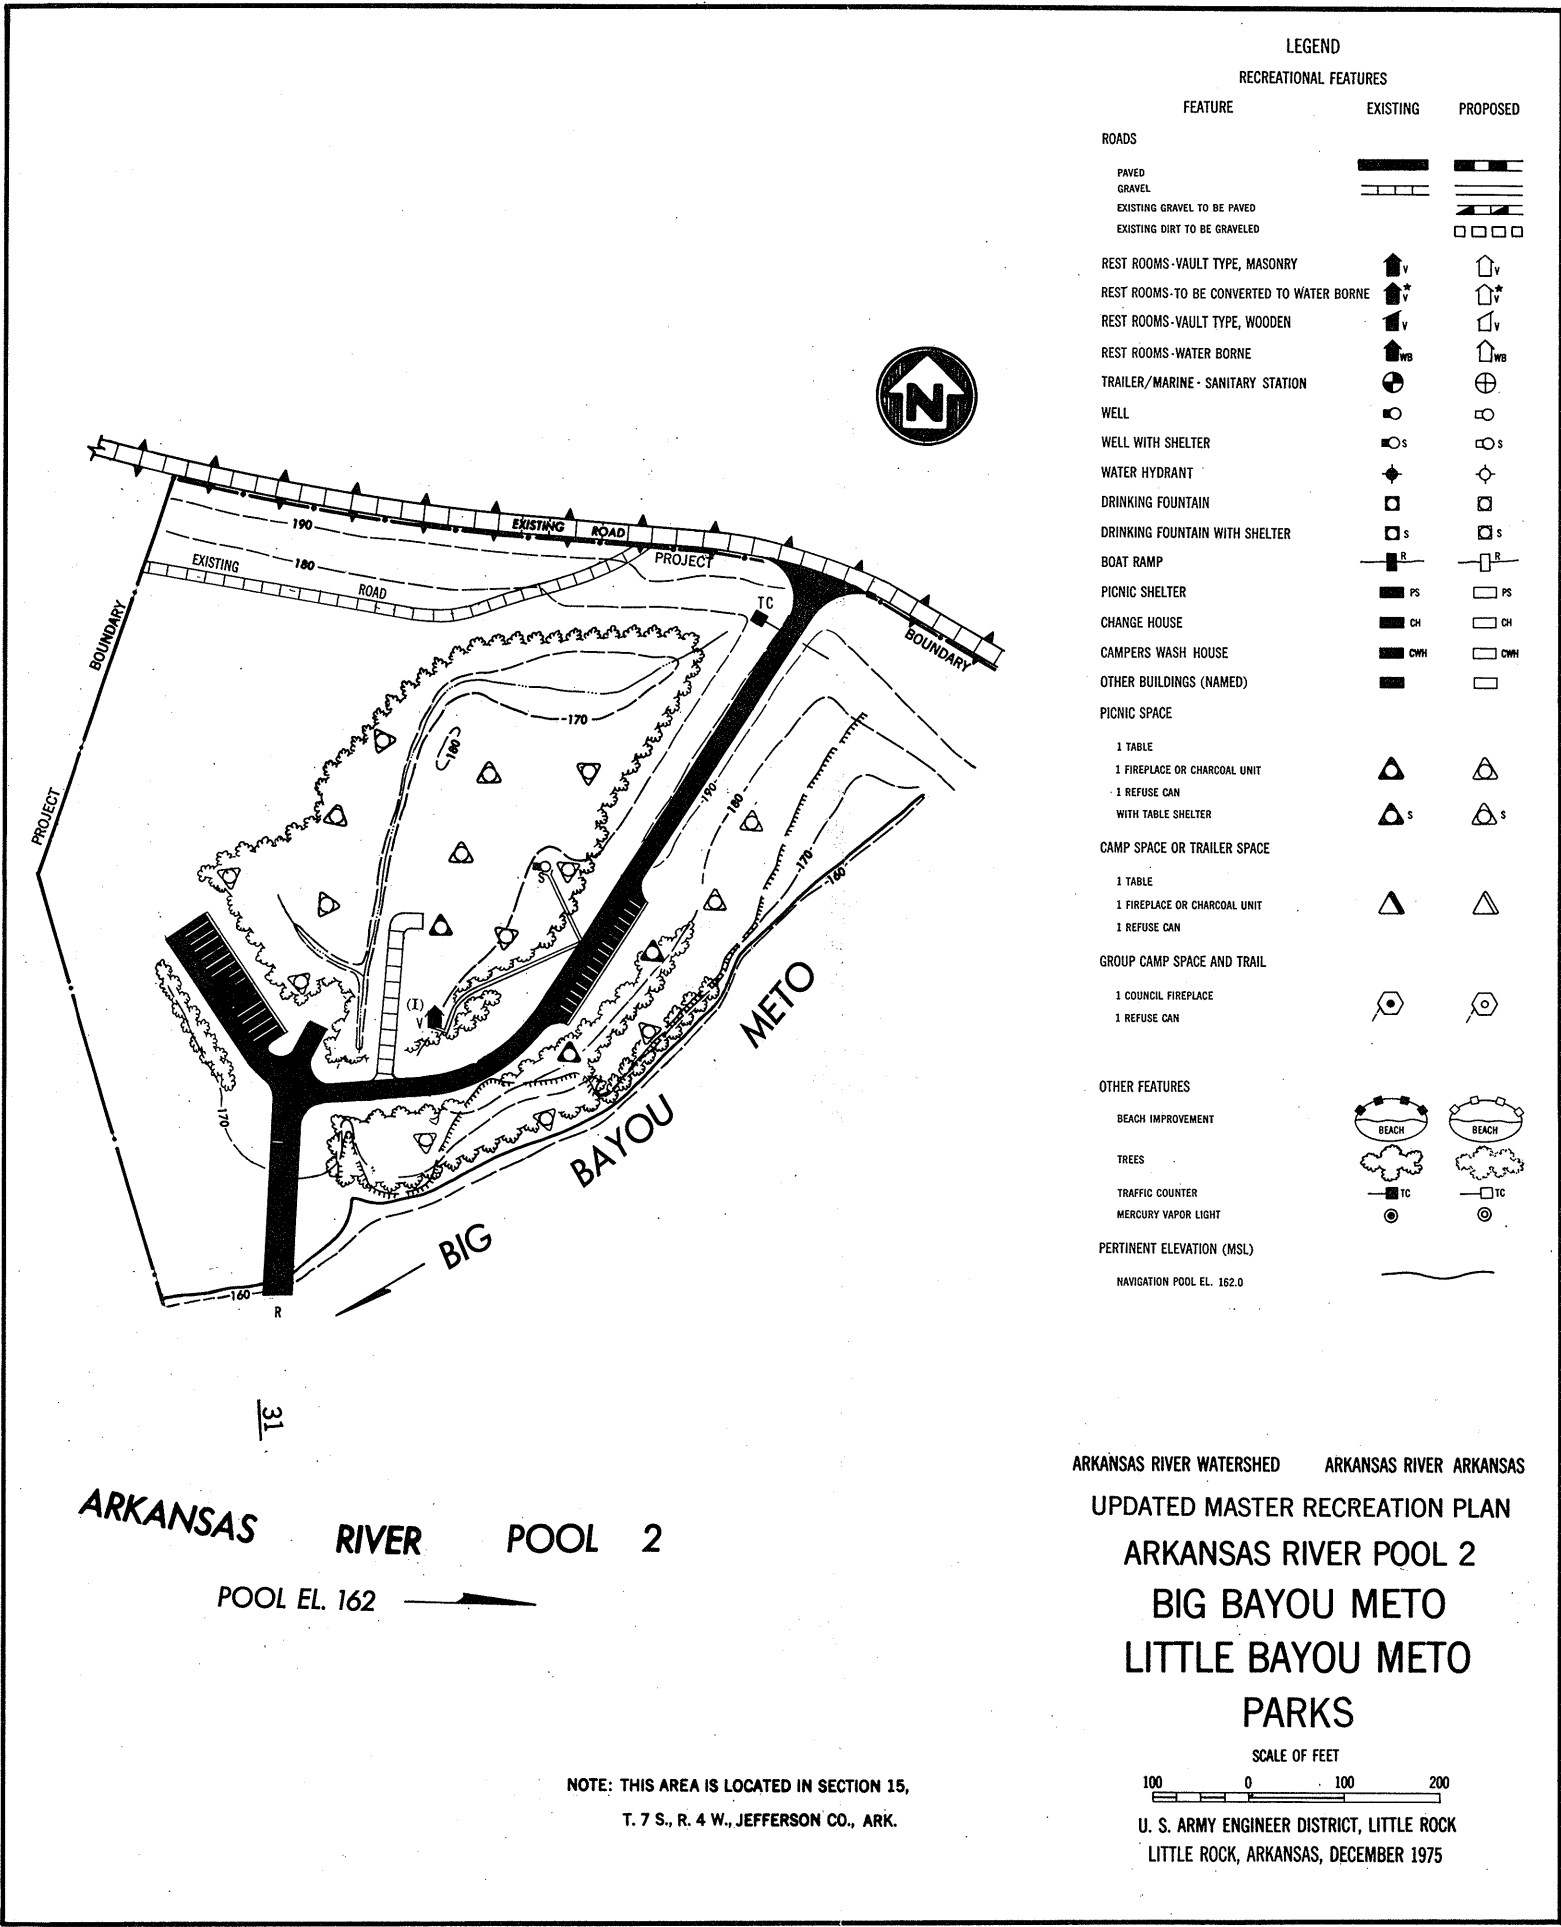 LEGEND
RECREATIONAL FEATURES
FEATURE EXISTING PROPOSED
ROADS
PAVED
GRAVEL
EXISTING GRAVEL TO BE PAVED
EXISTING DIRT TO BE GRAVELED
REST ROOMS-VAULT TYPE, MASONRY V V
REST ROOMS-TO BE CONVERTED TO WATER BORNE V* V*
REST ROOMS-VAULT TYPE, WOODEN V V
REST ROOMS-WATER BORNE WB WB
TRAILER/MARINE - SANITARY STATION
WELL
WELL WITH SHELTER S S
WATER HYDRANT
DRINKING FOUNTAIN
DRINKING FOUNTAIN WITH SHELTER S S
BOAT RAMP R R
PICNIC SHELTER PS PS
CHANGE HOUSE CH CH
CAMPERS WASH HOUSE CWH CWH
OTHER BUILDINGS (NAMED)
PICNIC SPACE
1 TABLE
1 FIREPLACE OR CHARCOAL UNIT
1 REFUSE CAN
WITH TABLE SHELTER S S
CAMP SPACE OR TRAILER SPACE
1 TABLE
1 FIREPLACE OR CHARCOAL UNIT
1 REFUSE CAN
GROUP CAMP SPACE AND TRAIL
1 COUNCIL FIREPLACE
1 REFUSE CAN
OTHER FEATURES
BEACH IMPROVEMENT BEACH BEACH
TREES
TRAFFIC COUNTER TC TC
MERCURY VAPOR LIGHT
PERTINENT ELEVATION (MSL)
NAVIGATION POOL EL. 162.0
N
EXISTING ROAD
190
PROJECT
EXISTING
180
ROAD
TC
BOUNDARY
BOUNDARY
170
180
PROJECT
190
180
170
160
S
(1)
V
METO
BAYOU
BIG
170
160
R
31
ARKANSAS RIVER POOL 2
POOL EL. 162
NOTE: THIS AREA IS LOCATED IN SECTION 15,
T. 7 S., R. 4 W., JEFFERSON CO., ARK.
ARKANSAS RIVER WATERSHED ARKANSAS RIVER ARKANSAS
UPDATED MASTER RECREATION PLAN
ARKANSAS RIVER POOL 2
BIG BAYOU METO
LITTLE BAYOU METO
PARKS
SCALE OF FEET
100 0 100 200
U. S. ARMY ENGINEER DISTRICT, LITTLE ROCK
LITTLE ROCK, ARKANSAS, DECEMBER 1975